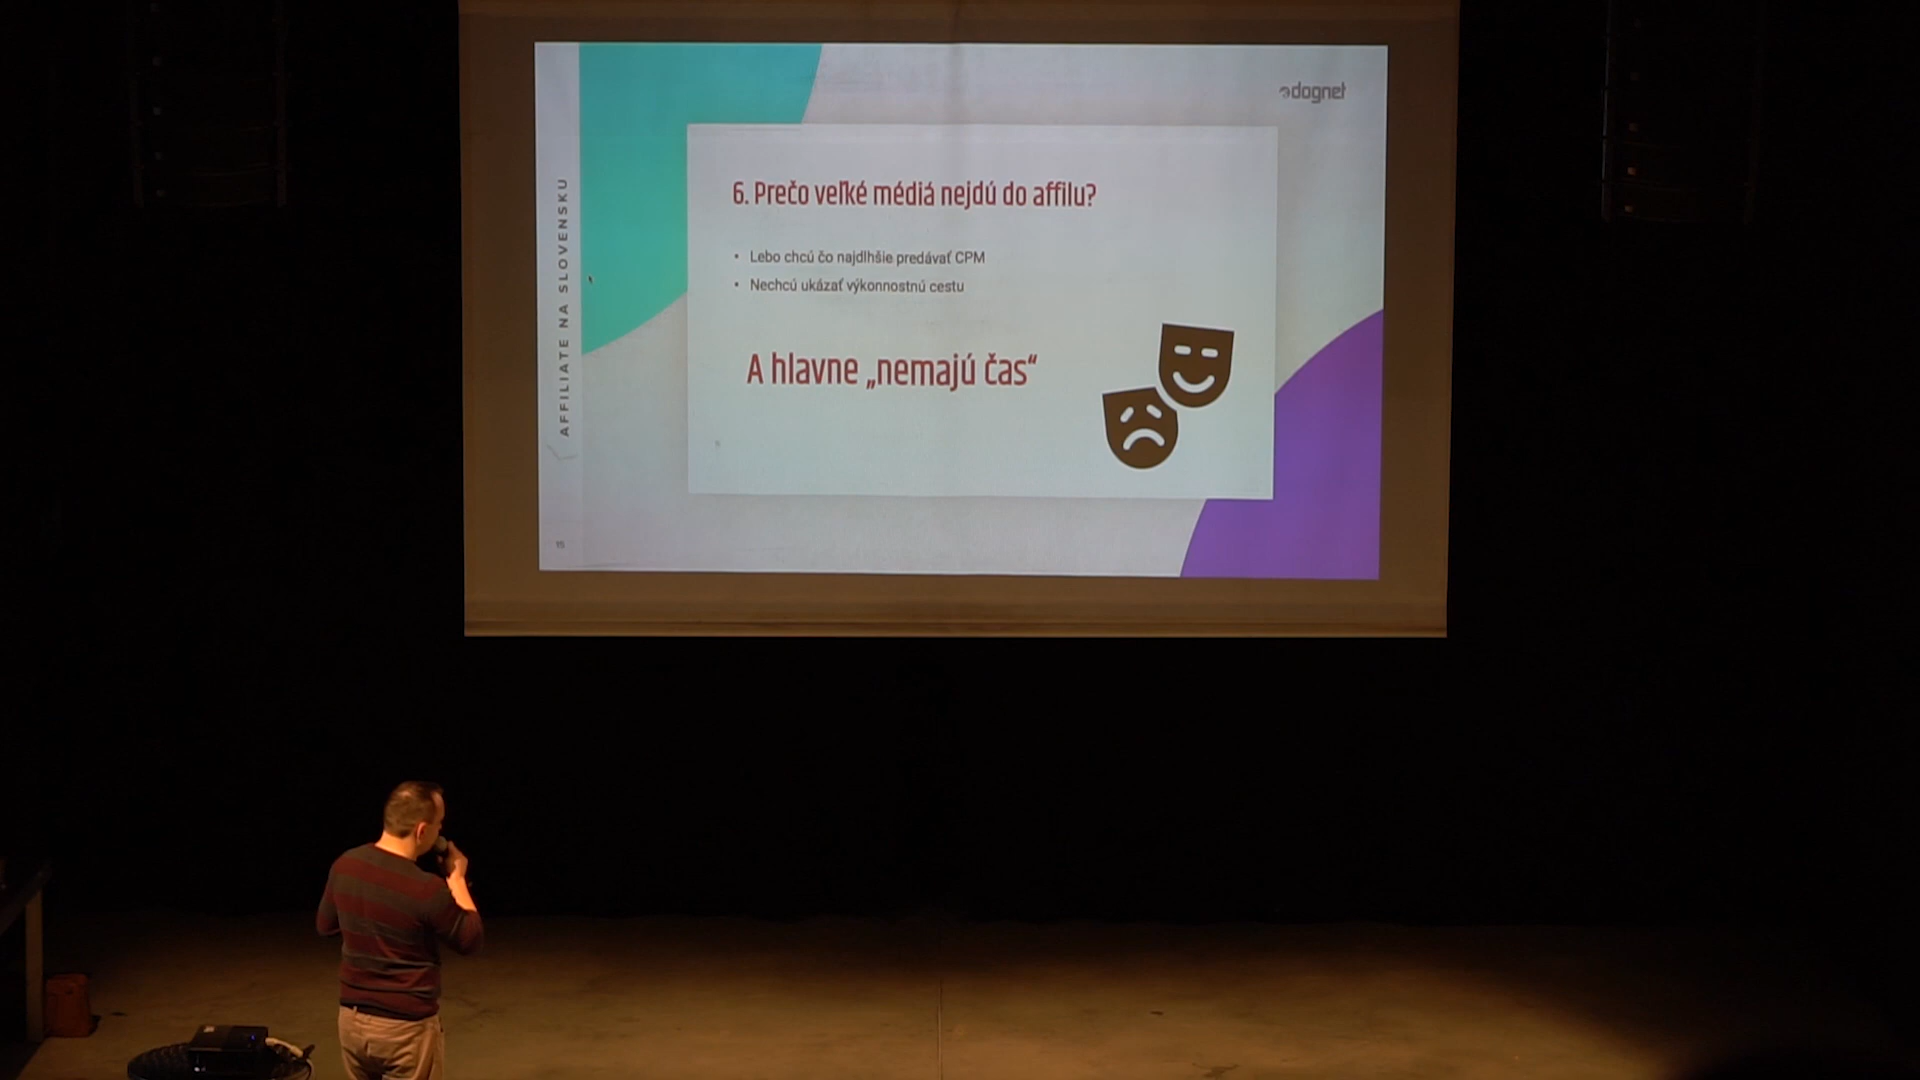 dognet
AFFILIATE NA SLOVENSKU
6. Prečo veľké médiá nejdú do affilu?
• Lebo chcú čo najdlhšie predávať CPM
• Nechcú ukázať výkonnostnú cestu
A hlavne „nemajú čas“
15